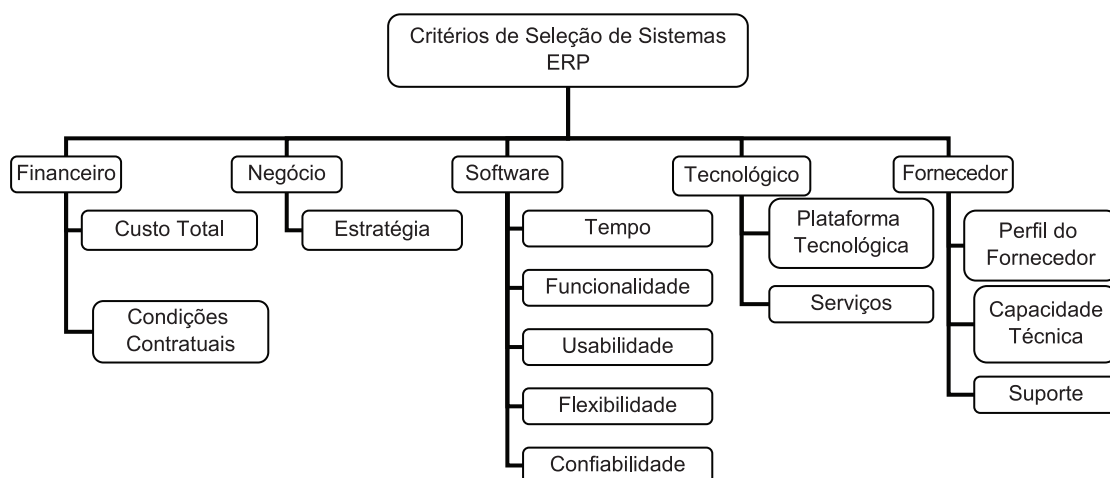 Critérios de Seleção de Sistemas
ERP
Financeiro
Negócio
Software
Tecnológico
Fornecedor
Custo Total
Condições
Contratuais
Estratégia
Tempo
Funcionalidade
Usabilidade
Flexibilidade
Confiabilidade
Plataforma
Tecnológica
Serviços
Perfil do
Fornecedor
Capacidade
Técnica
Suporte